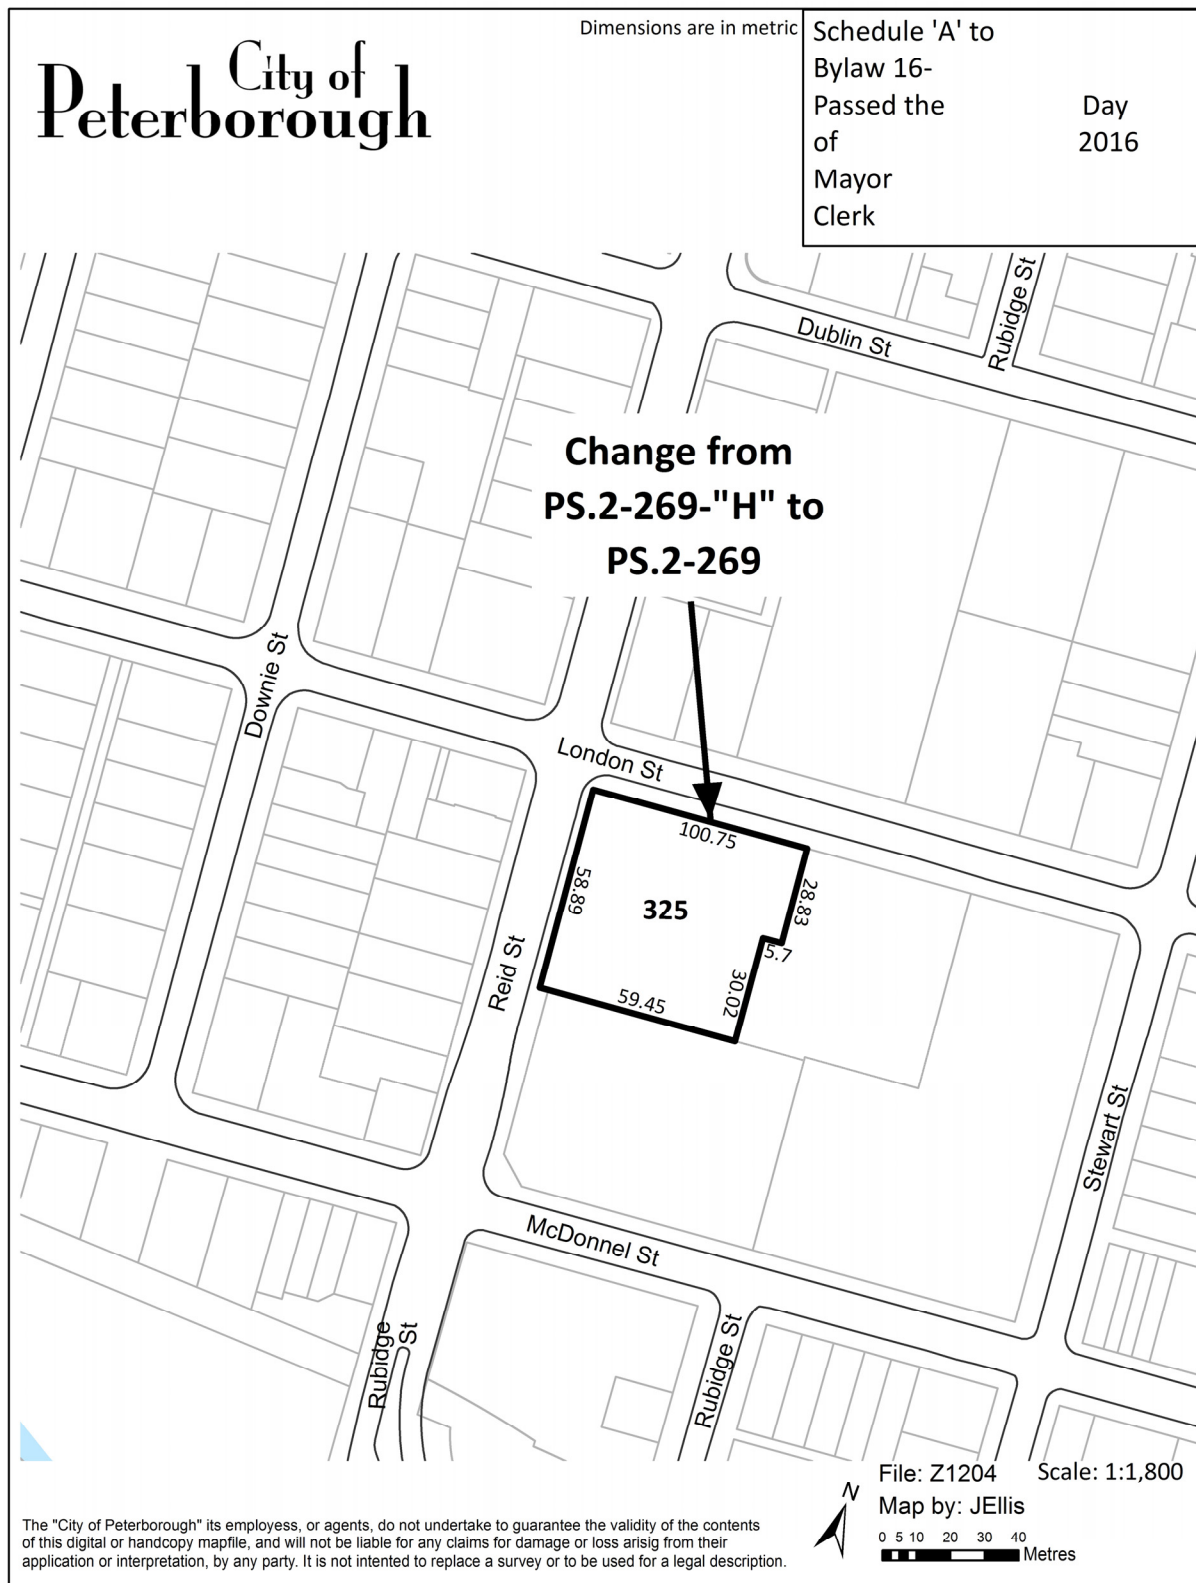 City of
Peterborough
Dimensions are in metric
Schedule 'A' to
Bylaw 16-
Passed the Day
of 2016
Mayor
Clerk
Dublin St
Rubidge St
Change from
PS.2-269-"H" to
PS.2-269
Downie St
London St
100.75
58.89
28.83
325
5.7
30.02
59.45
Reid St
Stewart St
McDonnel St
Rubidge
St
Rubidge St
N
File: Z1204 Scale: 1:1,800
Map by: JEllis
0 5 10 20 30 40
Metres
The "City of Peterborough" its employess, or agents, do not undertake to guarantee the validity of the contents
of this digital or handcopy mapfile, and will not be liable for any claims for damage or loss arisig from their
application or interpretation, by any party. It is not intented to replace a survey or to be used for a legal description.